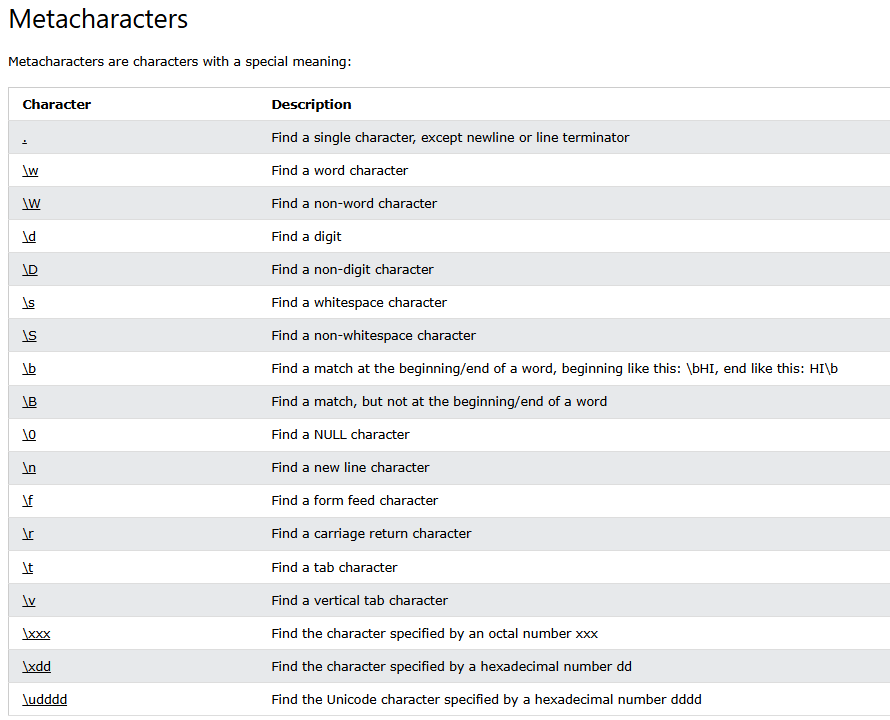 Metacharacters
Metacharacters are characters with a special meaning:
Character Description
. Find a single character, except newline or line terminator
\w Find a word character
\W Find a non-word character
\d Find a digit
\D Find a non-digit character
\s Find a whitespace character
\S Find a non-whitespace character
\b Find a match at the beginning/end of a word, beginning like this: \bHI, end like this: HI\b
\B Find a match, but not at the beginning/end of a word
\0 Find a NULL character
\n Find a new line character
\f Find a form feed character
\r Find a carriage return character
\t Find a tab character
\v Find a vertical tab character
\xxx Find the character specified by an octal number xxx
\xdd Find the character specified by a hexadecimal number dd
\udddd Find the Unicode character specified by a hexadecimal number dddd